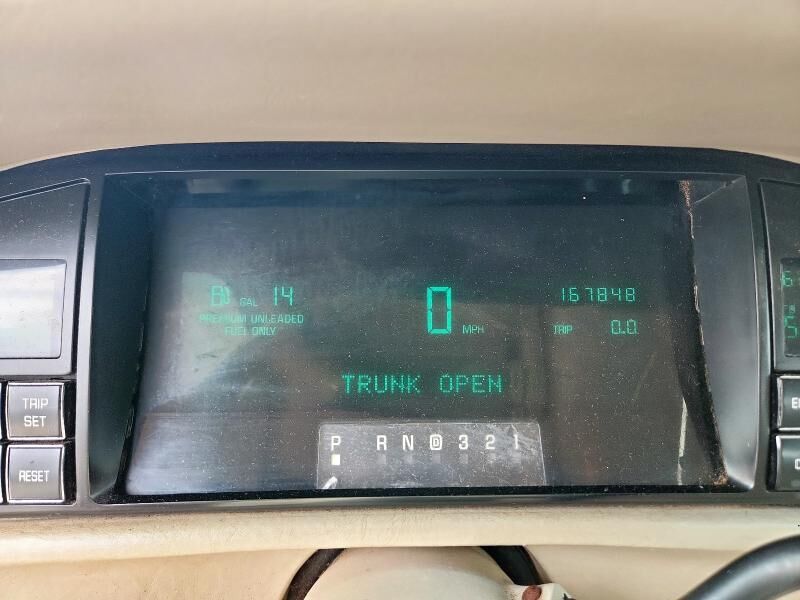 GAL 14
PREMIUM UNLEADED
FUEL ONLY
0 MPH
167848
TRIP 0.0
TRUNK OPEN
P R N D 3 2 1
TRIP
SET
RESET